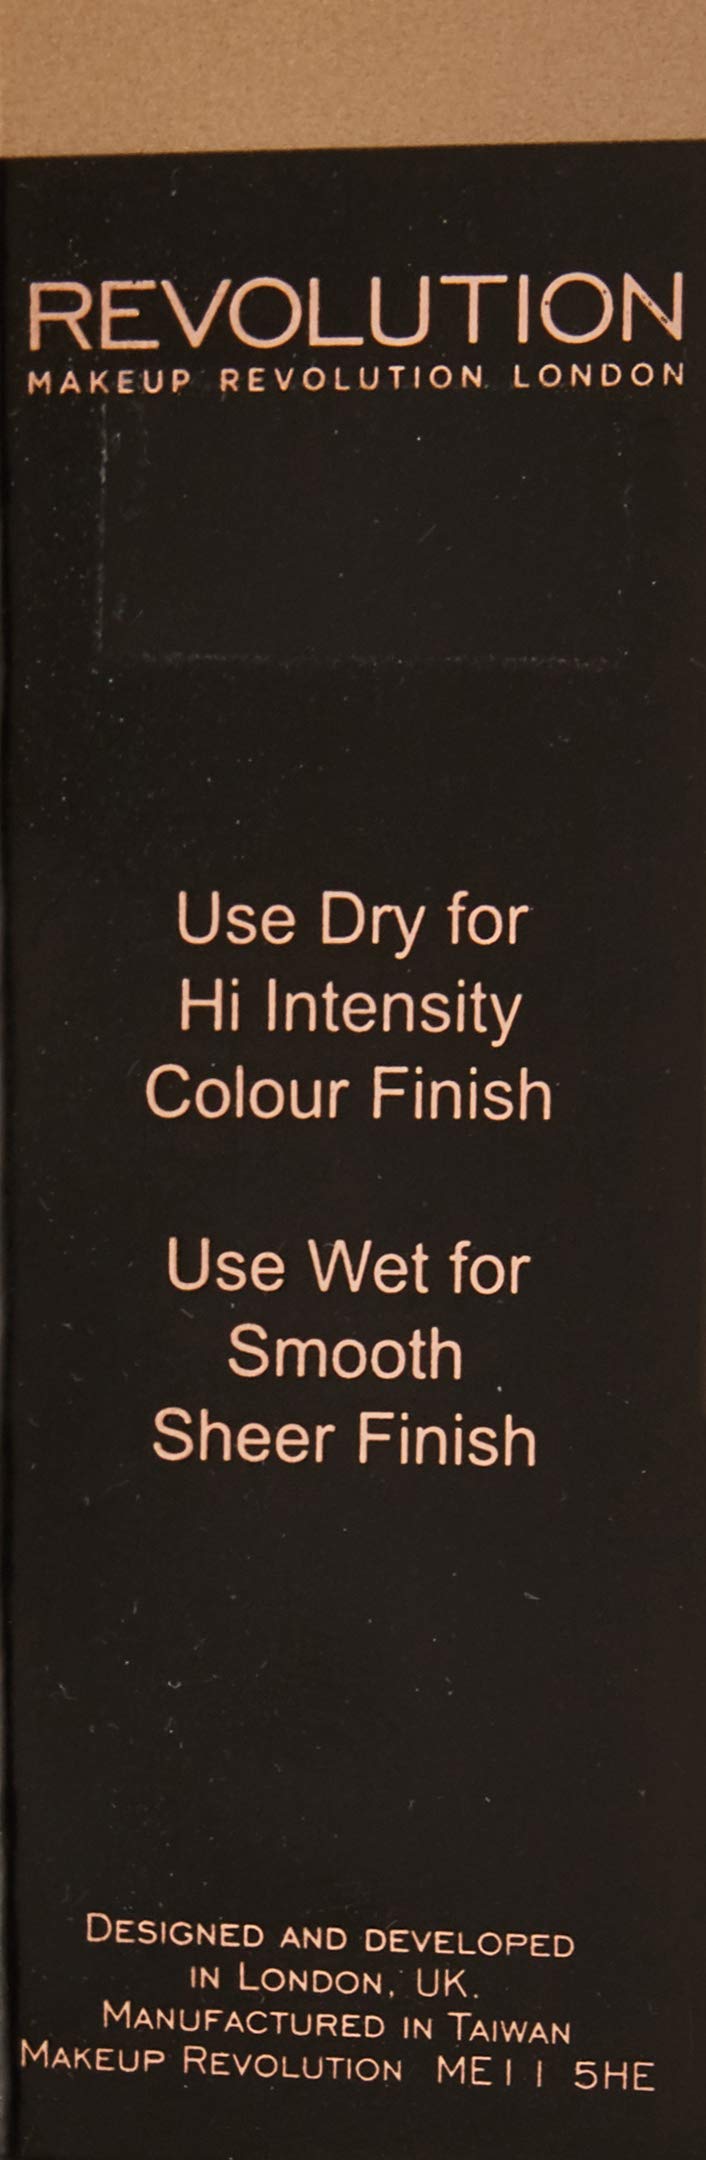 REVOLUTION
MAKEUP REVOLUTION LONDON
Use Dry for
Hi Intensity
Colour Finish
Use Wet for
Smooth
Sheer Finish
DESIGNED AND DEVELOPED
IN LONDON, UK.
MANUFACTURED IN TAIWAN
MAKEUP REVOLUTION ME11 5HE